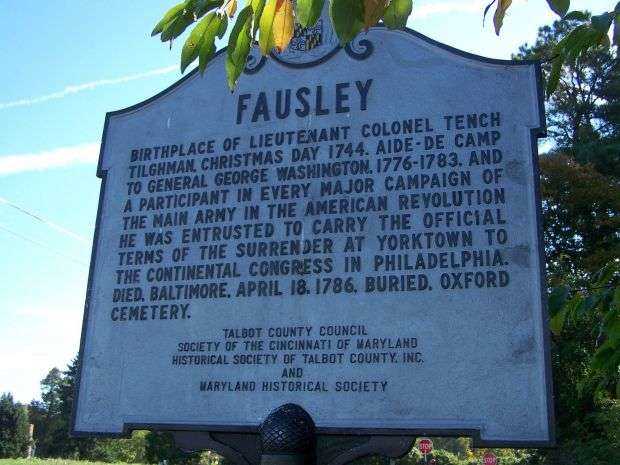 FAUSLEY
BIRTHPLACE OF LIEUTENANT COLONEL TENCH
TILGHMAN, CHRISTMAS DAY 1744. AIDE-DE CAMP
TO GENERAL GEORGE WASHINGTON, 1776-1783, AND
A PARTICIPANT IN EVERY MAJOR CAMPAIGN OF
THE MAIN ARMY IN THE AMERICAN REVOLUTION
HE WAS ENTRUSTED TO CARRY THE OFFICIAL
TERMS OF THE SURRENDER AT YORKTOWN TO
THE CONTINENTAL CONGRESS IN PHILADELPHIA.
DIED, BALTIMORE, APRIL 18, 1786. BURIED, OXFORD
CEMETERY.
TALBOT COUNTY COUNCIL
SOCIETY OF THE CINCINNATI OF MARYLAND
HISTORICAL SOCIETY OF TALBOT COUNTY, INC.
AND
MARYLAND HISTORICAL SOCIETY
STOP
STOP